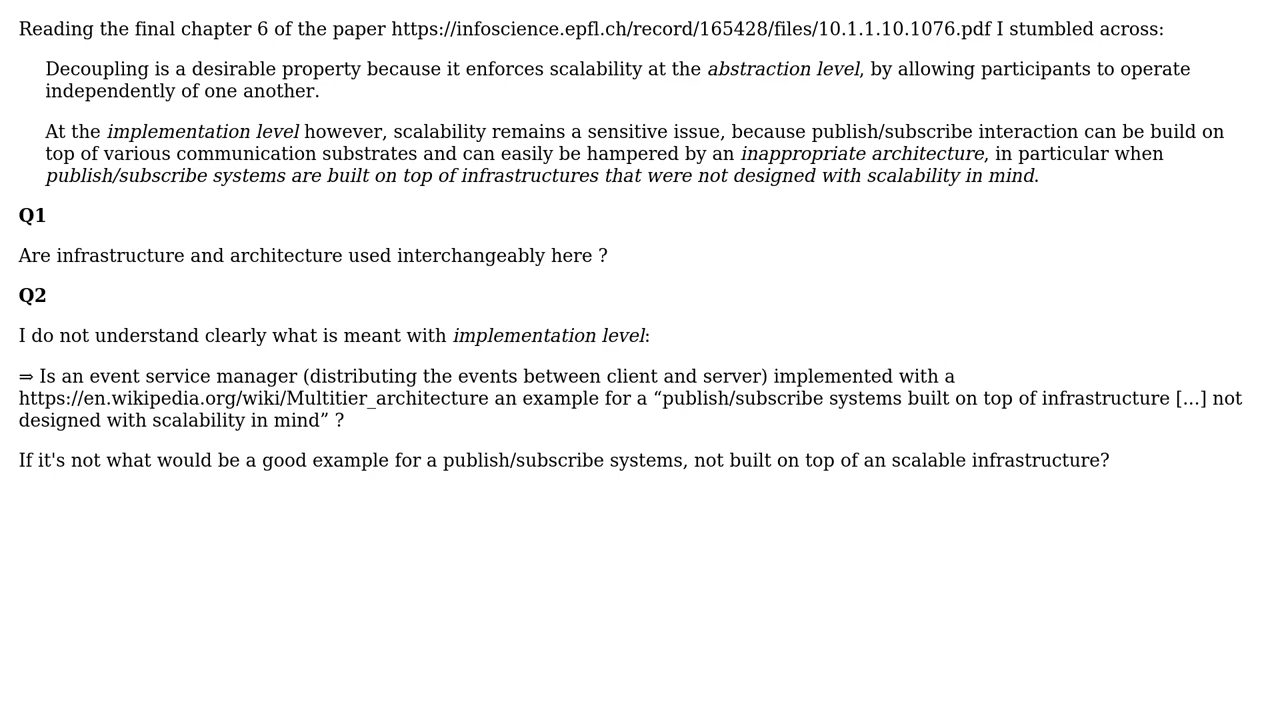 Reading the final chapter 6 of the paper https://infoscience.epfl.ch/record/165428/files/10.1.1.10.1076.pdf I stumbled across:
Decoupling is a desirable property because it enforces scalability at the abstraction level, by allowing participants to operate
independently of one another.
At the implementation level however, scalability remains a sensitive issue, because publish/subscribe interaction can be build on
top of various communication substrates and can easily be hampered by an inappropriate architecture, in particular when
publish/subscribe systems are built on top of infrastructures that were not designed with scalability in mind.
Q1
Are infrastructure and architecture used interchangeably here ?
Q2
I do not understand clearly what is meant with implementation level:
⇒ Is an event service manager (distributing the events between client and server) implemented with a
https://en.wikipedia.org/wiki/Multitier_architecture an example for a “publish/subscribe systems built on top of infrastructure [...] not
designed with scalability in mind” ?
If it's not what would be a good example for a publish/subscribe systems, not built on top of an scalable infrastructure?